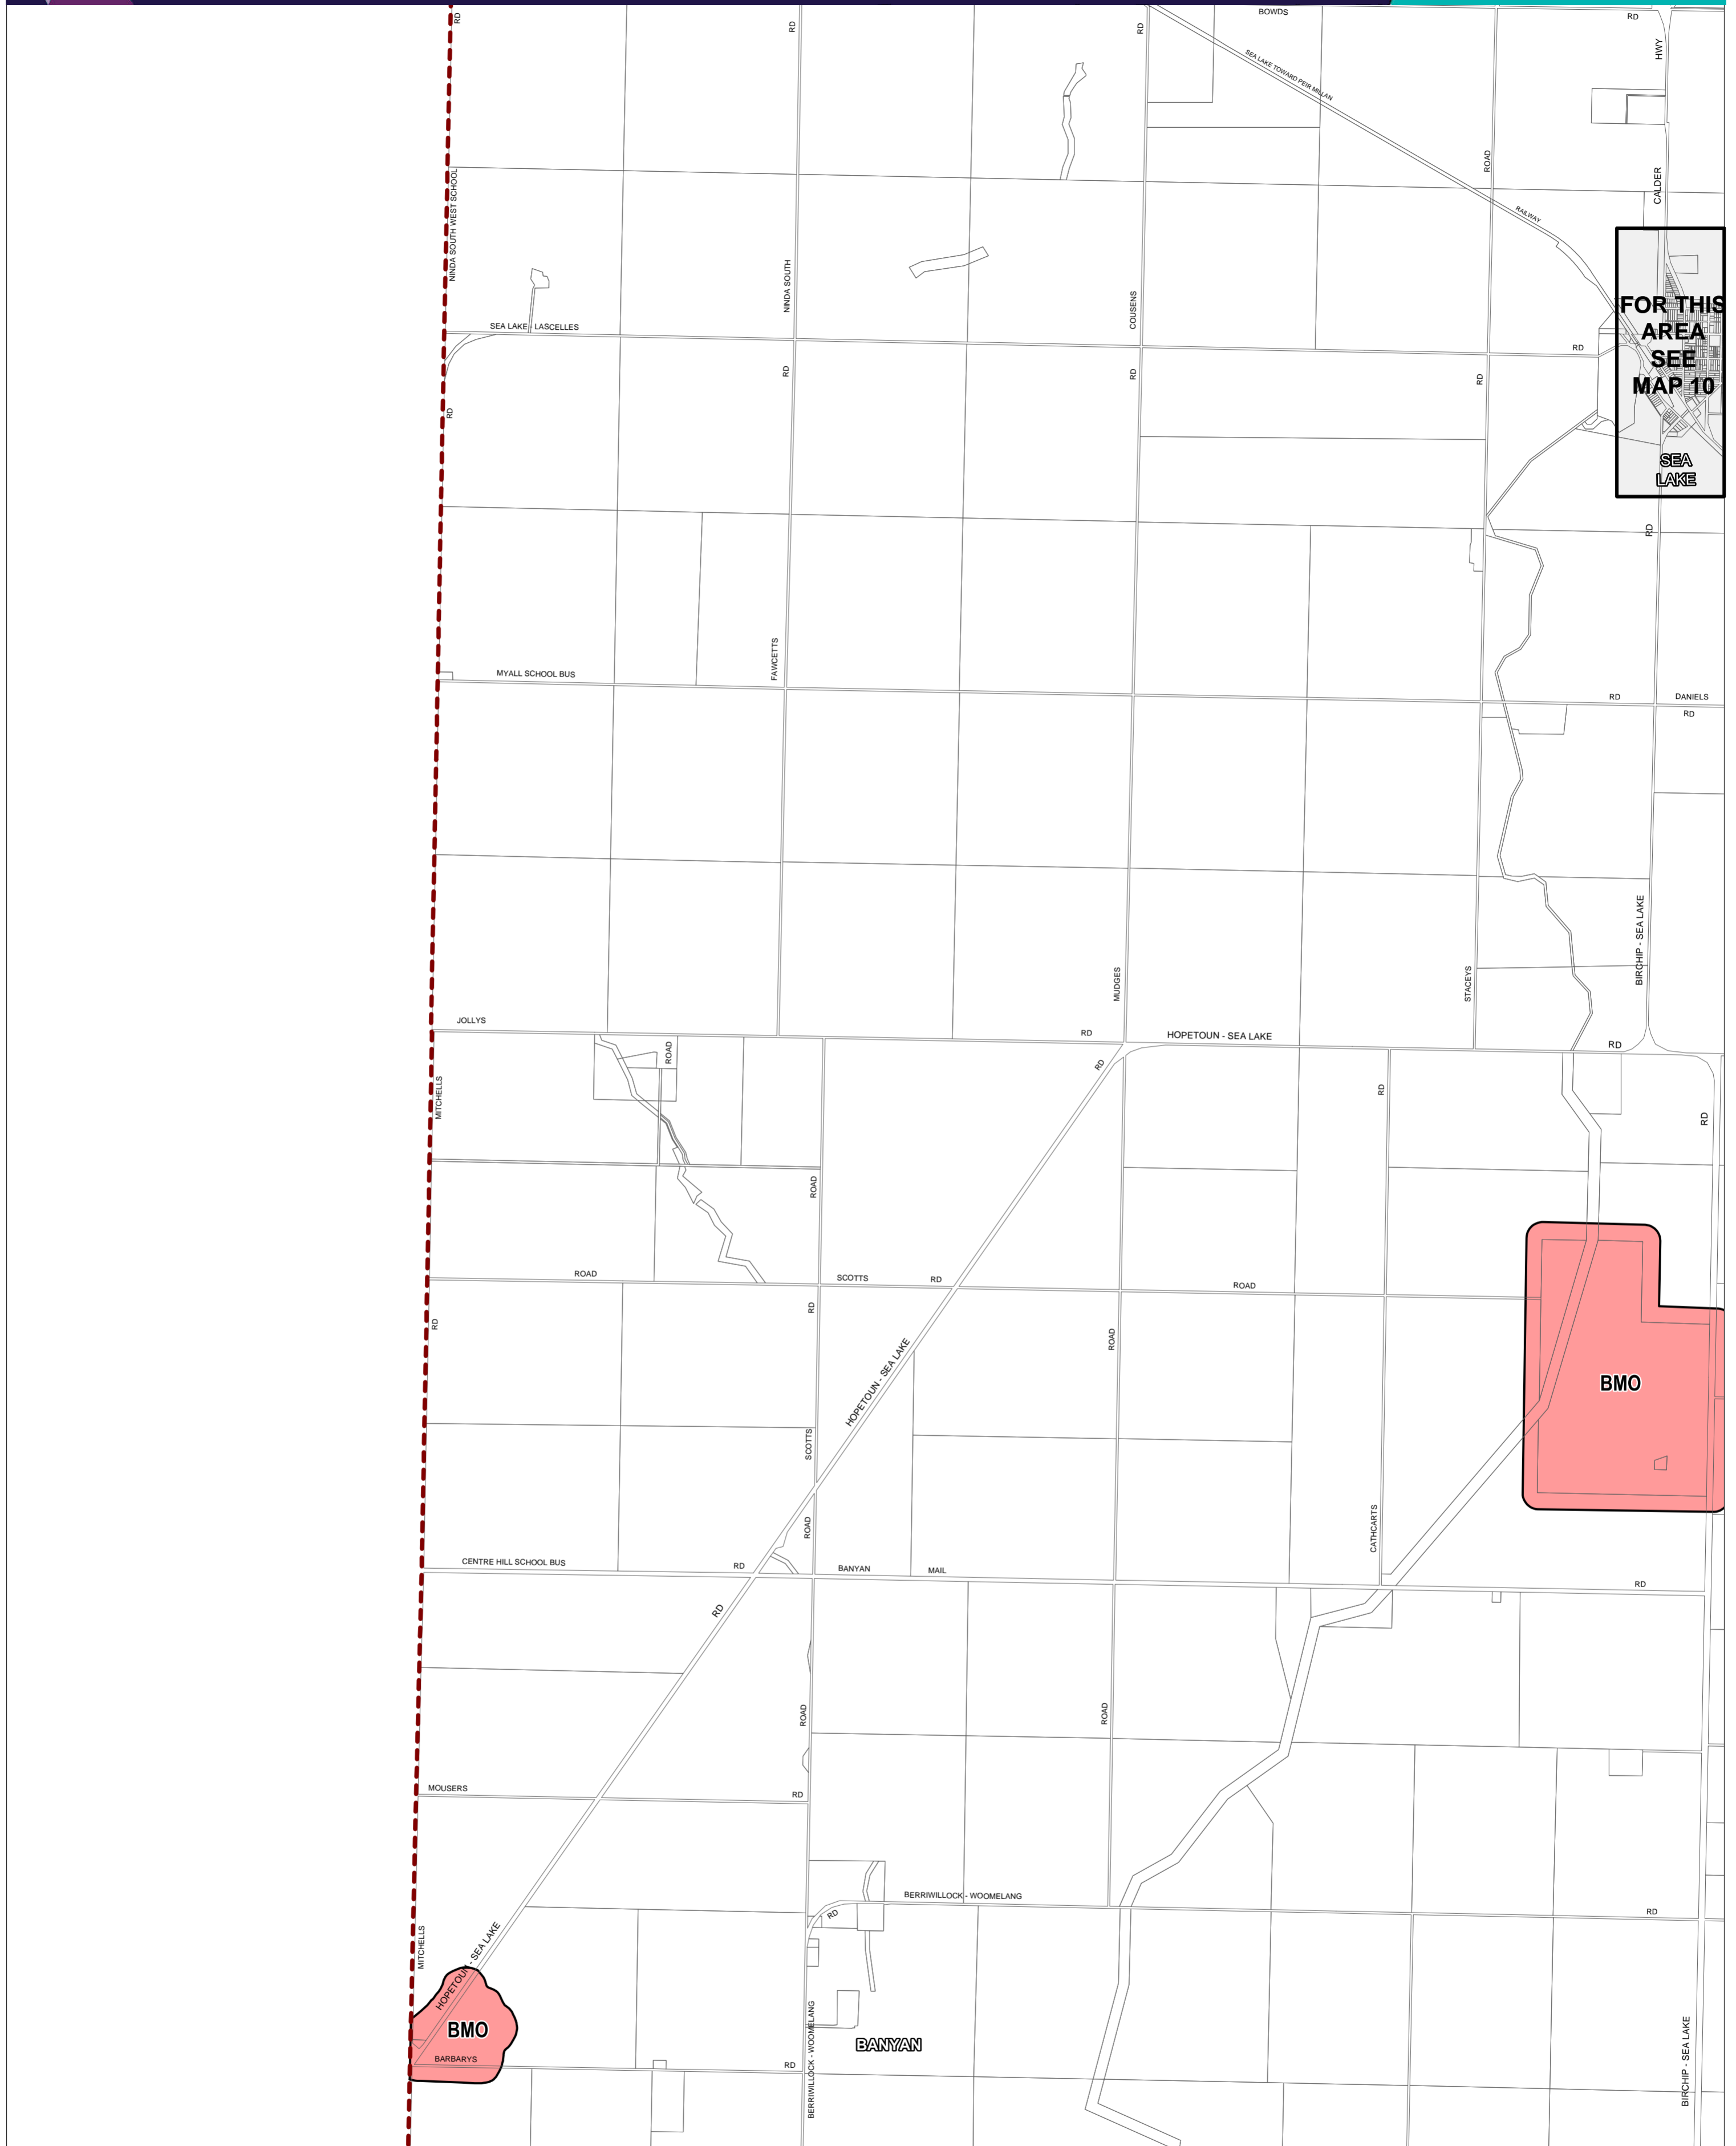 RD
RD
RD
BOWDS
RD
HWY
SEA LAKE TOWARD PEIR MILLAN
ROAD
CALDER
NINDA SOUTH WEST SCHOOL
RAILWAY
NINDA SOUTH
COUSENS
SEA LAKE - LASCELLES
RD
FOR THIS
AREA
SEE
MAP 10
RD
RD
RD
RD
SEA
LAKE
RD
FAWCETTS
MYALL SCHOOL BUS
RD
DANIELS
RD
BIRCHIP - SEA LAKE
MUDGES
STACEYS
JOLLYS
RD
HOPETOUN - SEA LAKE
RD
ROAD
RD
MITCHELLS
RD
RD
ROAD
ROAD
SCOTTS
RD
ROAD
RD
RD
ROAD
HOPETOUN - SEA LAKE
BMO
SCOTTS
ROAD
CATHCARTS
CENTRE HILL SCHOOL BUS
RD
BANYAN
MAIL
RD
RD
ROAD
ROAD
MOUSERS
RD
BERRIWILLOCK - WOOMELANG
RD
RD
MITCHELLS
HOPETOUN - SEA LAKE
BMO
BANYAN
BARBARYS
RD
BERRIWILLOCK - WOOMELANG
BIRCHIP - SEA LAKE